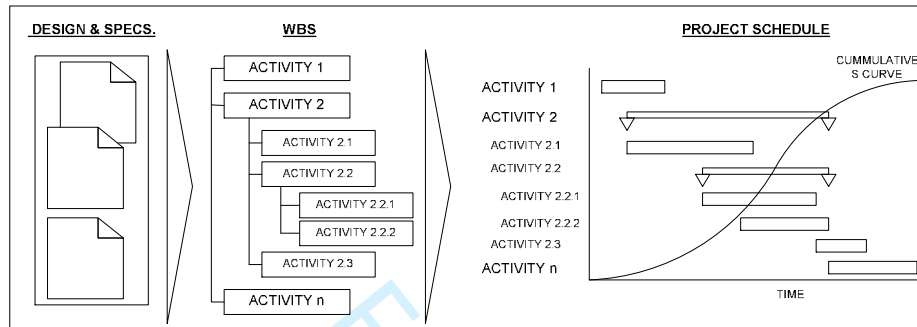 DESIGN & SPECS.
WBS
ACTIVITY 1
ACTIVITY 2
ACTIVITY 2.1
ACTIVITY 2.2
ACTIVITY 2.2.1
ACTIVITY 2.2.2
ACTIVITY 2.3
ACTIVITY n
PROJECT SCHEDULE
CUMMULATIVE
S CURVE
ACTIVITY 1
ACTIVITY 2
ACTIVITY 2.1
ACTIVITY 2.2
ACTIVITY 2.2.1
ACTIVITY 2.2.2
ACTIVITY 2.3
ACTIVITY n
TIME